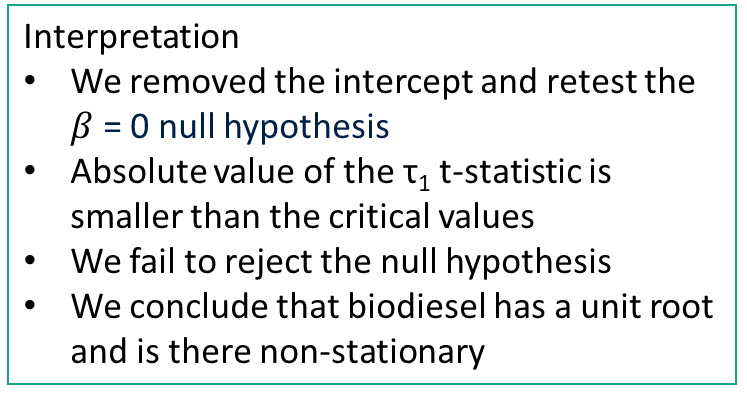 Interpretation
• We removed the intercept and retest the
β = 0 null hypothesis
• Absolute value of the τ₁ t-statistic is
smaller than the critical values
• We fail to reject the null hypothesis
• We conclude that biodiesel has a unit root
and is there non-stationary